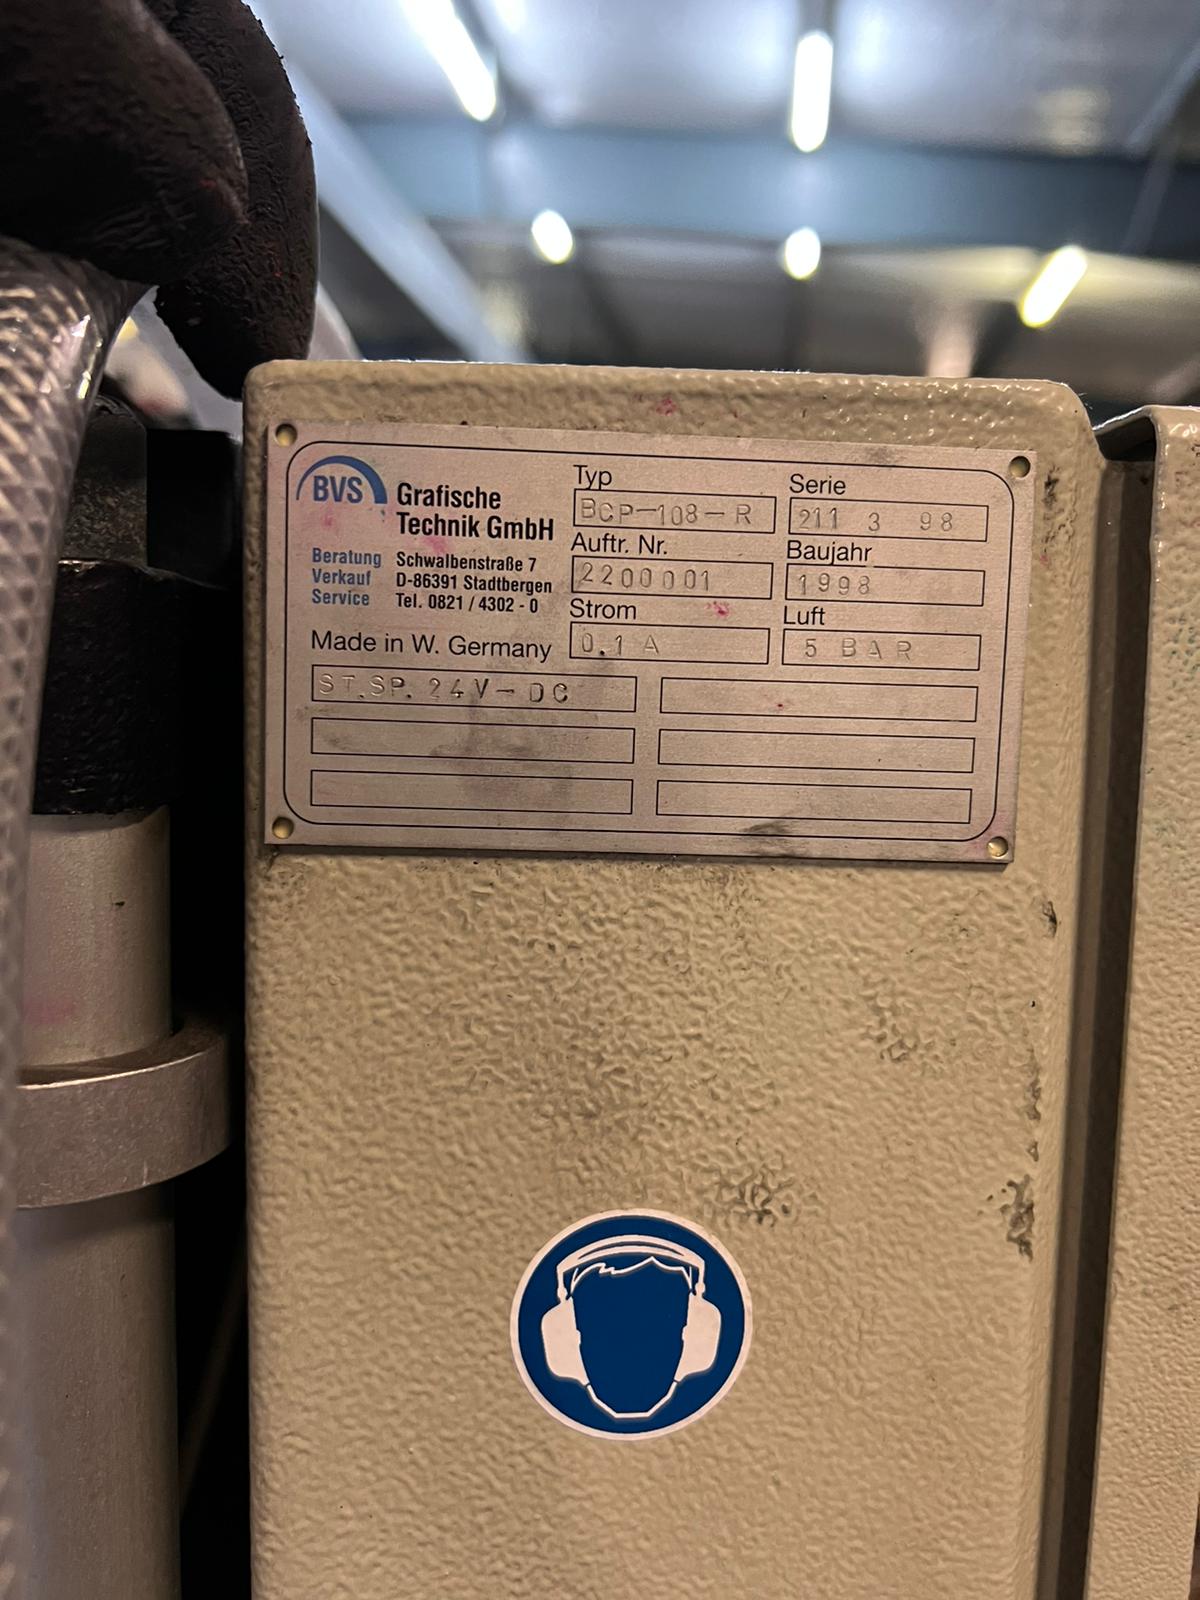 BVS
Grafische
Technik GmbH
Beratung
Verkauf
Service
Schwalbenstraße 7
D-86391 Stadtbergen
Tel. 0821 / 4302 - 0
Made in W. Germany
Typ
BCP-108-R
Serie
211 3 98
Auftr. Nr.
2200001
Baujahr
1998
Strom
0.1 A
Luft
5 BAR
ST.SP. 24V-DC